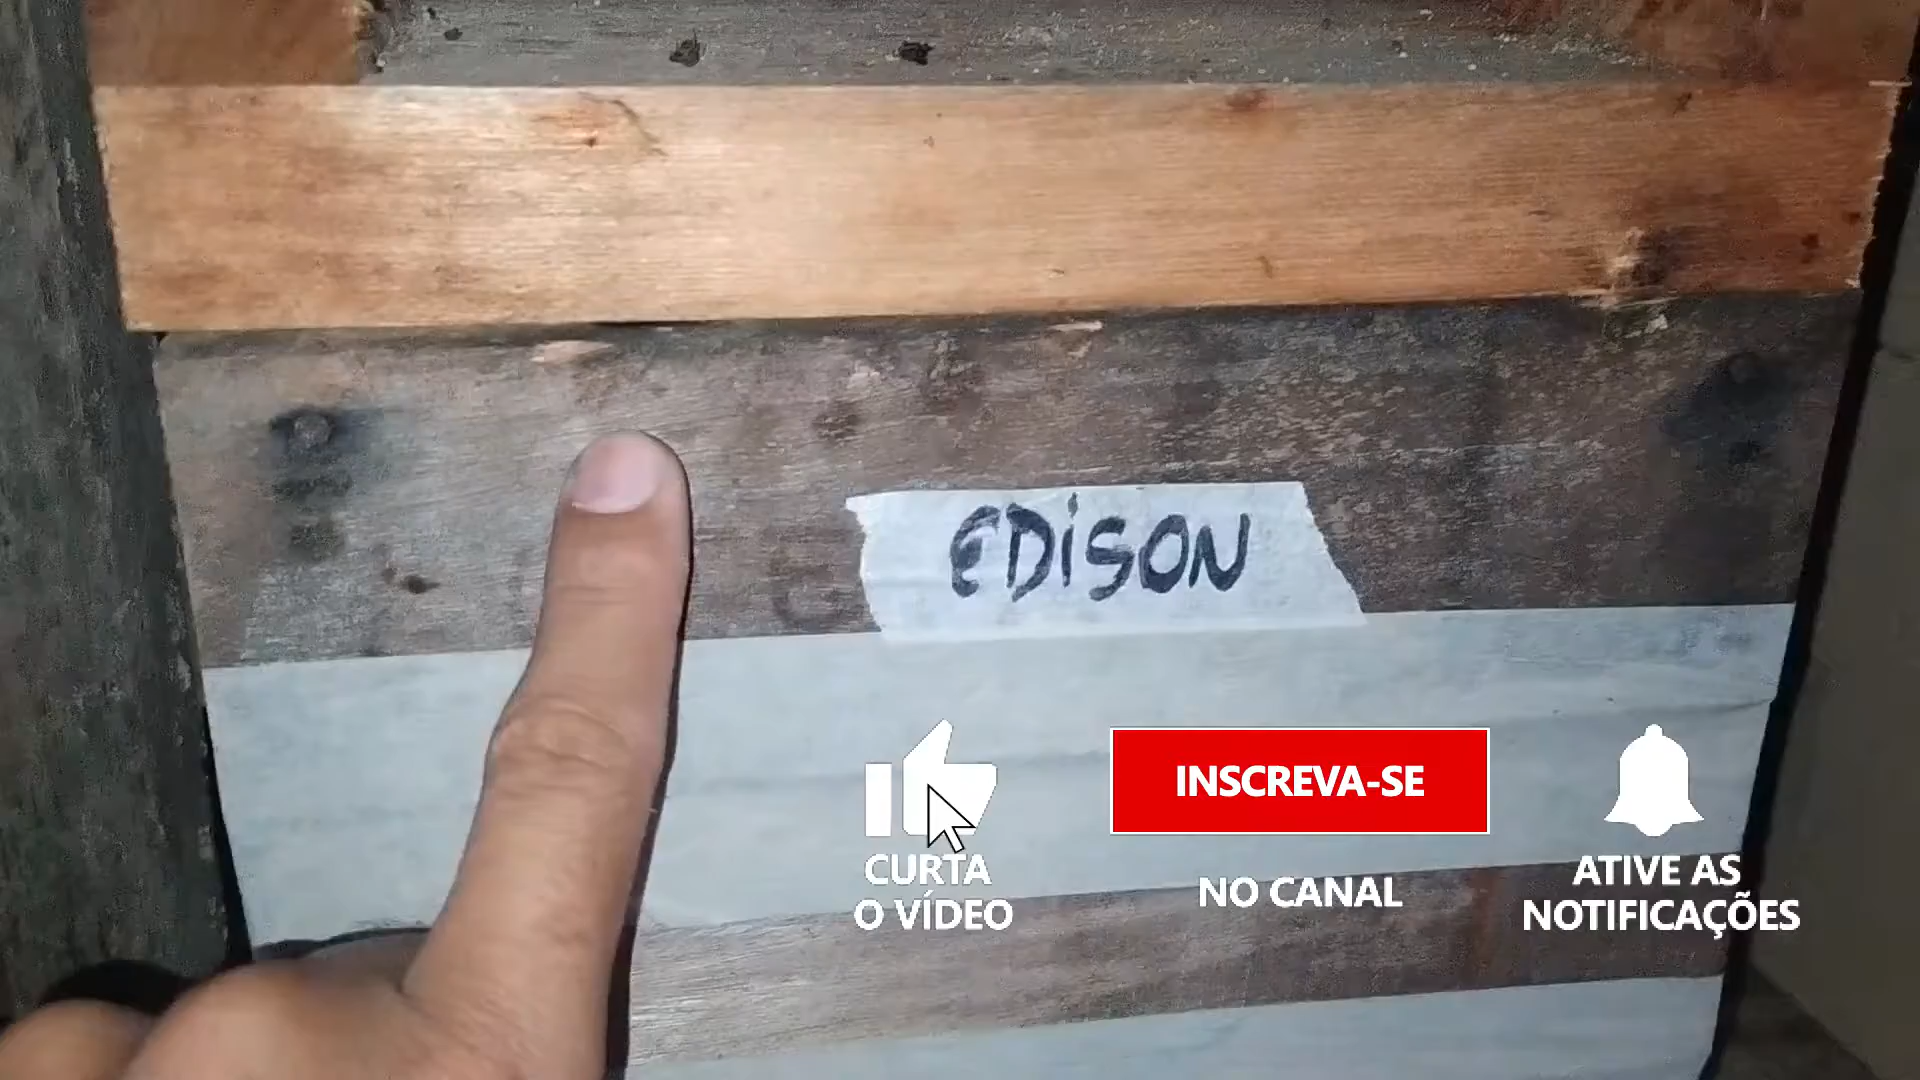 EDiSON
INSCREVA-SE
CURTA
O VÍDEO
NO CANAL
ATIVE AS
NOTIFICAÇÕES